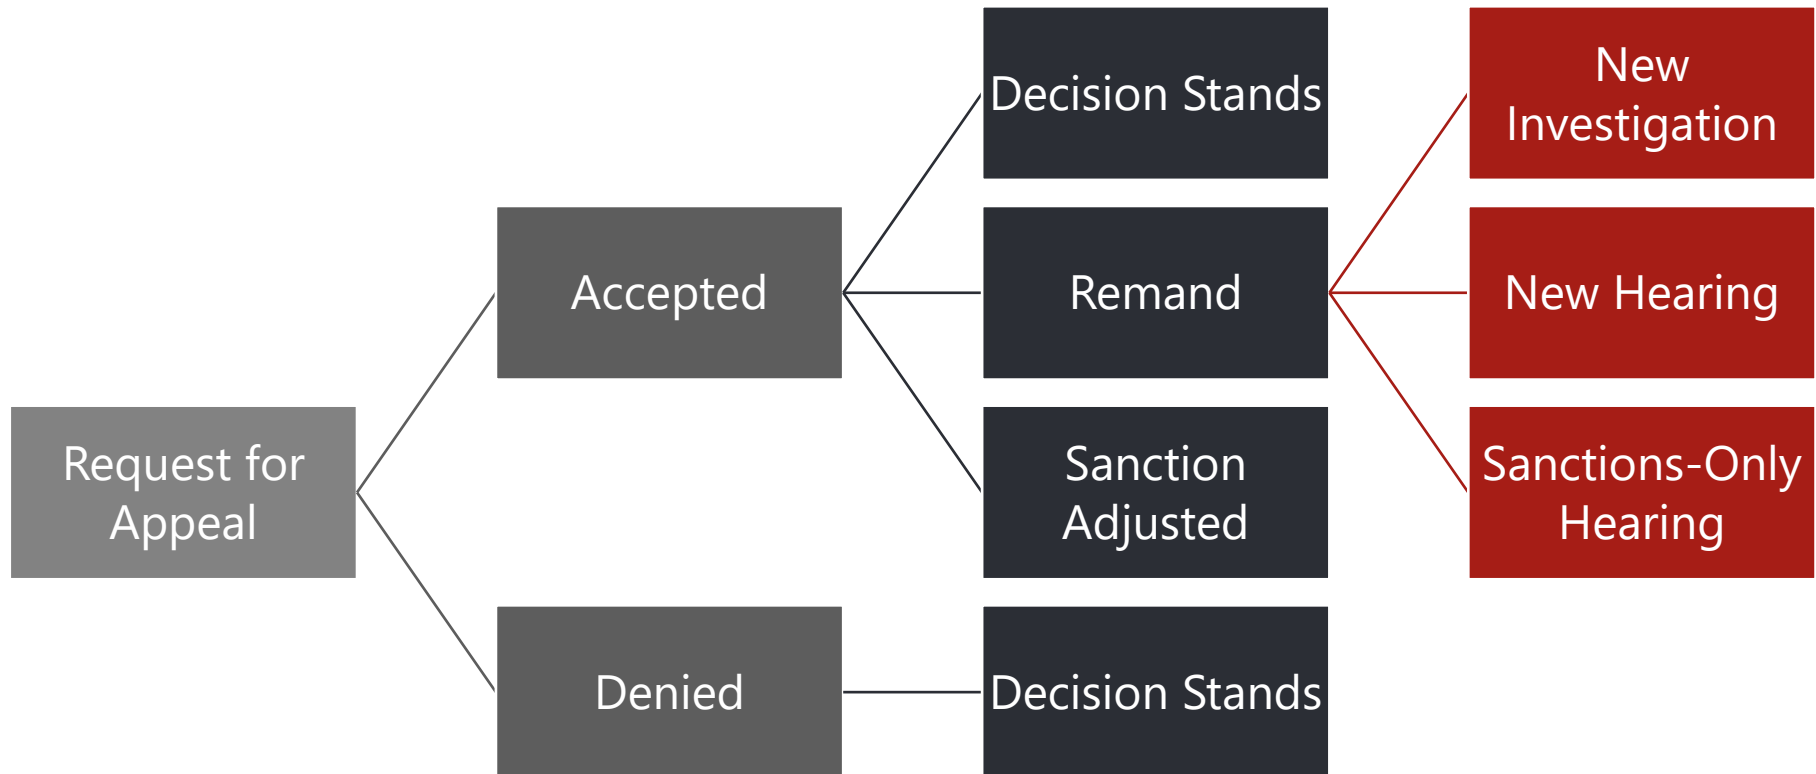 Request for
Appeal
Accepted
Denied
Decision Stands
Remand
Sanction
Adjusted
Decision Stands
New
Investigation
New Hearing
Sanctions-Only
Hearing